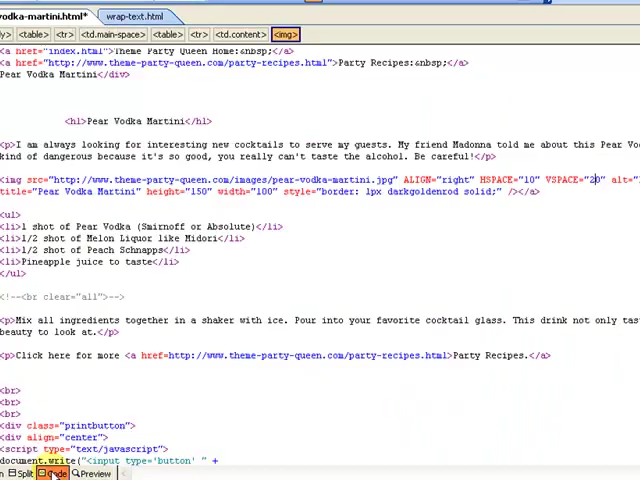 vodka-martini.html* wrap-text.html
<table> <tr> <td.main-space> <table> <tr> <td.content> <img>
<a href="index.html">Theme Party Queen Home:&nbsp;</a>
<a href="http://www.theme-party-queen.com/party-recipes.html">Party Recipes:&nbsp;</a>
Pear Vodka Martini</div>
<h1>Pear Vodka Martini</h1>
<p>I am always looking for interesting new cocktails to serve my guests. My friend Madonna told me about this Pear Vo
kind of dangerous because it's so good, you really can't taste the alcohol. Be careful!</p>
<img src="http://www.theme-party-queen.com/images/pear-vodka-martini.jpg" ALIGN="right" HSPACE="10" VSPACE="20" alt="
title="Pear Vodka Martini" height="150" width="100" style="border: 1px darkgoldenrod solid;" /></a>
<ul>
<li>1 shot of Pear Vodka (Smirnoff or Absolute)</li>
<li>1/2 shot of Melon Liquor like Midori</li>
<li>1/2 shot of Peach Schnapps</li>
<li>Pineapple juice to taste</li>
</ul>
<!--<br clear="all">-->
<p>Mix all ingredients together in a shaker with ice. Pour into your favorite cocktail glass. This drink not only tas
beauty to look at.</p>
<p>Click here for more <a href=http://www.theme-party-queen.com/party-recipes.html>Party Recipes.</a>
<br>
<br>
<br>
<div class="printbutton">
<div align="center">
<script type="text/javascript">
document.write("<input type='button' " +
Split Code Preview